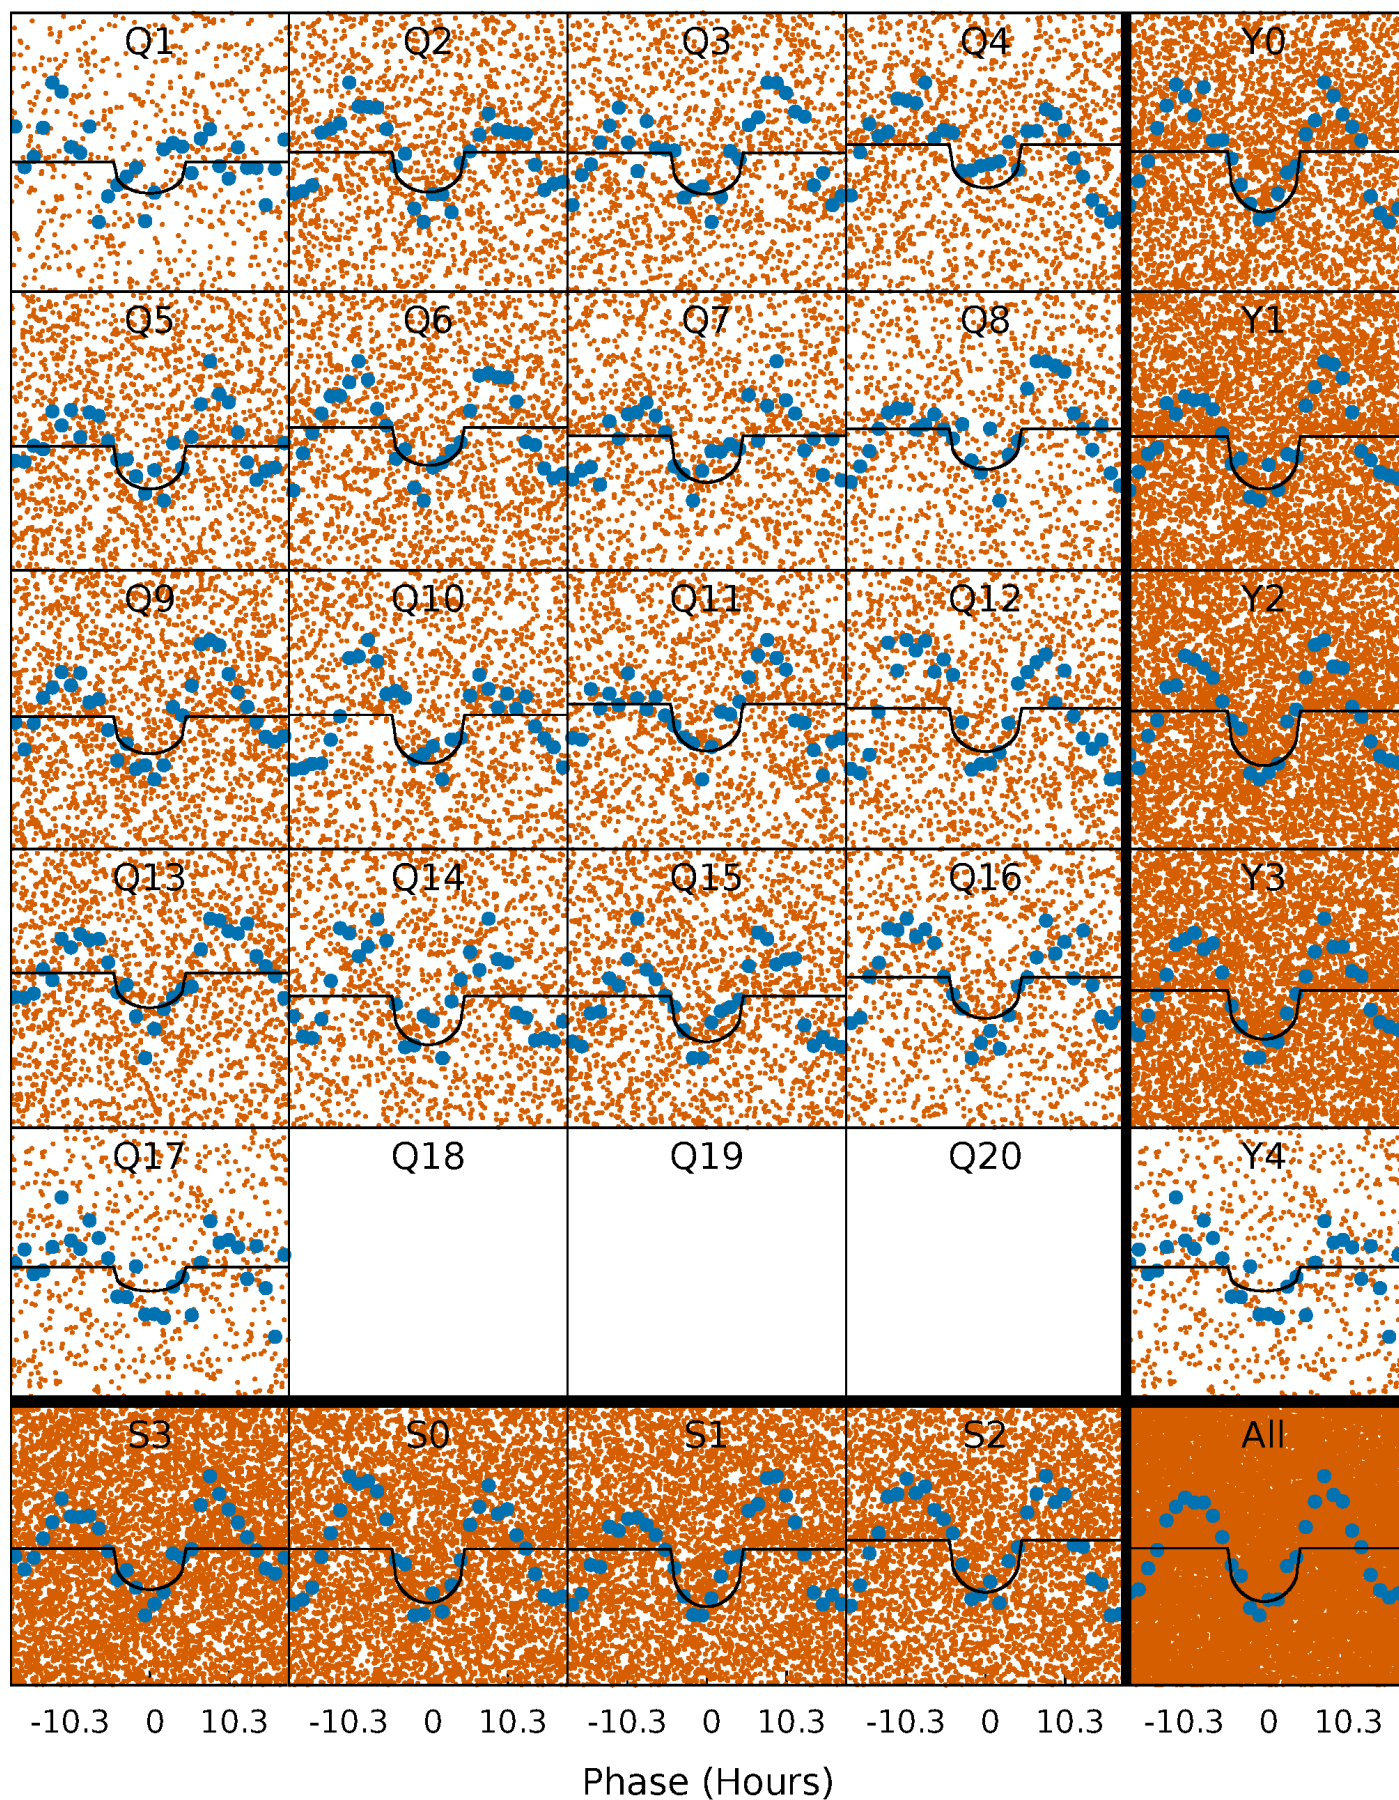 Q1 Q2 Q3 Q4 Y0
Q5 Q6 Q7 Q8 Y1
Q9 Q10 Q11 Q12 Y2
Q13 Q14 Q15 Q16 Y3
Q17 Q18 Q19 Q20 Y4
S3 S0 S1 S2 All
-10.3 0 10.3 -10.3 0 10.3 -10.3 0 10.3 -10.3 0 10.3 -10.3 0 10.3
Phase (Hours)